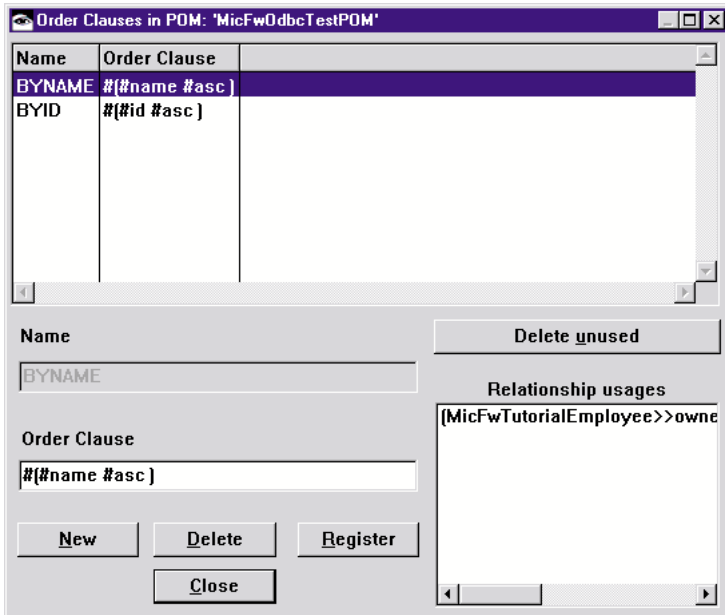 Order Clauses in POM: 'MicFwOdbcTestPOM'
Name Order Clause
BYNAME #(#name #asc )
BYID #(#id #asc )
Name
Delete unused
BYNAME
Relationship usages
(MicFwTutorialEmployee>>owne
Order Clause
#(#name #asc )
New Delete Register
Close